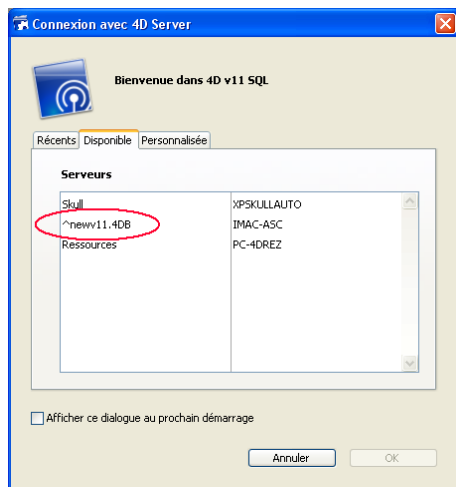 Connexion avec 4D Server
Bienvenue dans 4D v11 SQL
Récents Disponible Personnalisée
Serveurs
Skull XPSKULLAUTO
^newv11.4DB IMAC-ASC
Ressources PC-4DREZ
Afficher ce dialogue au prochain démarrage
Annuler OK